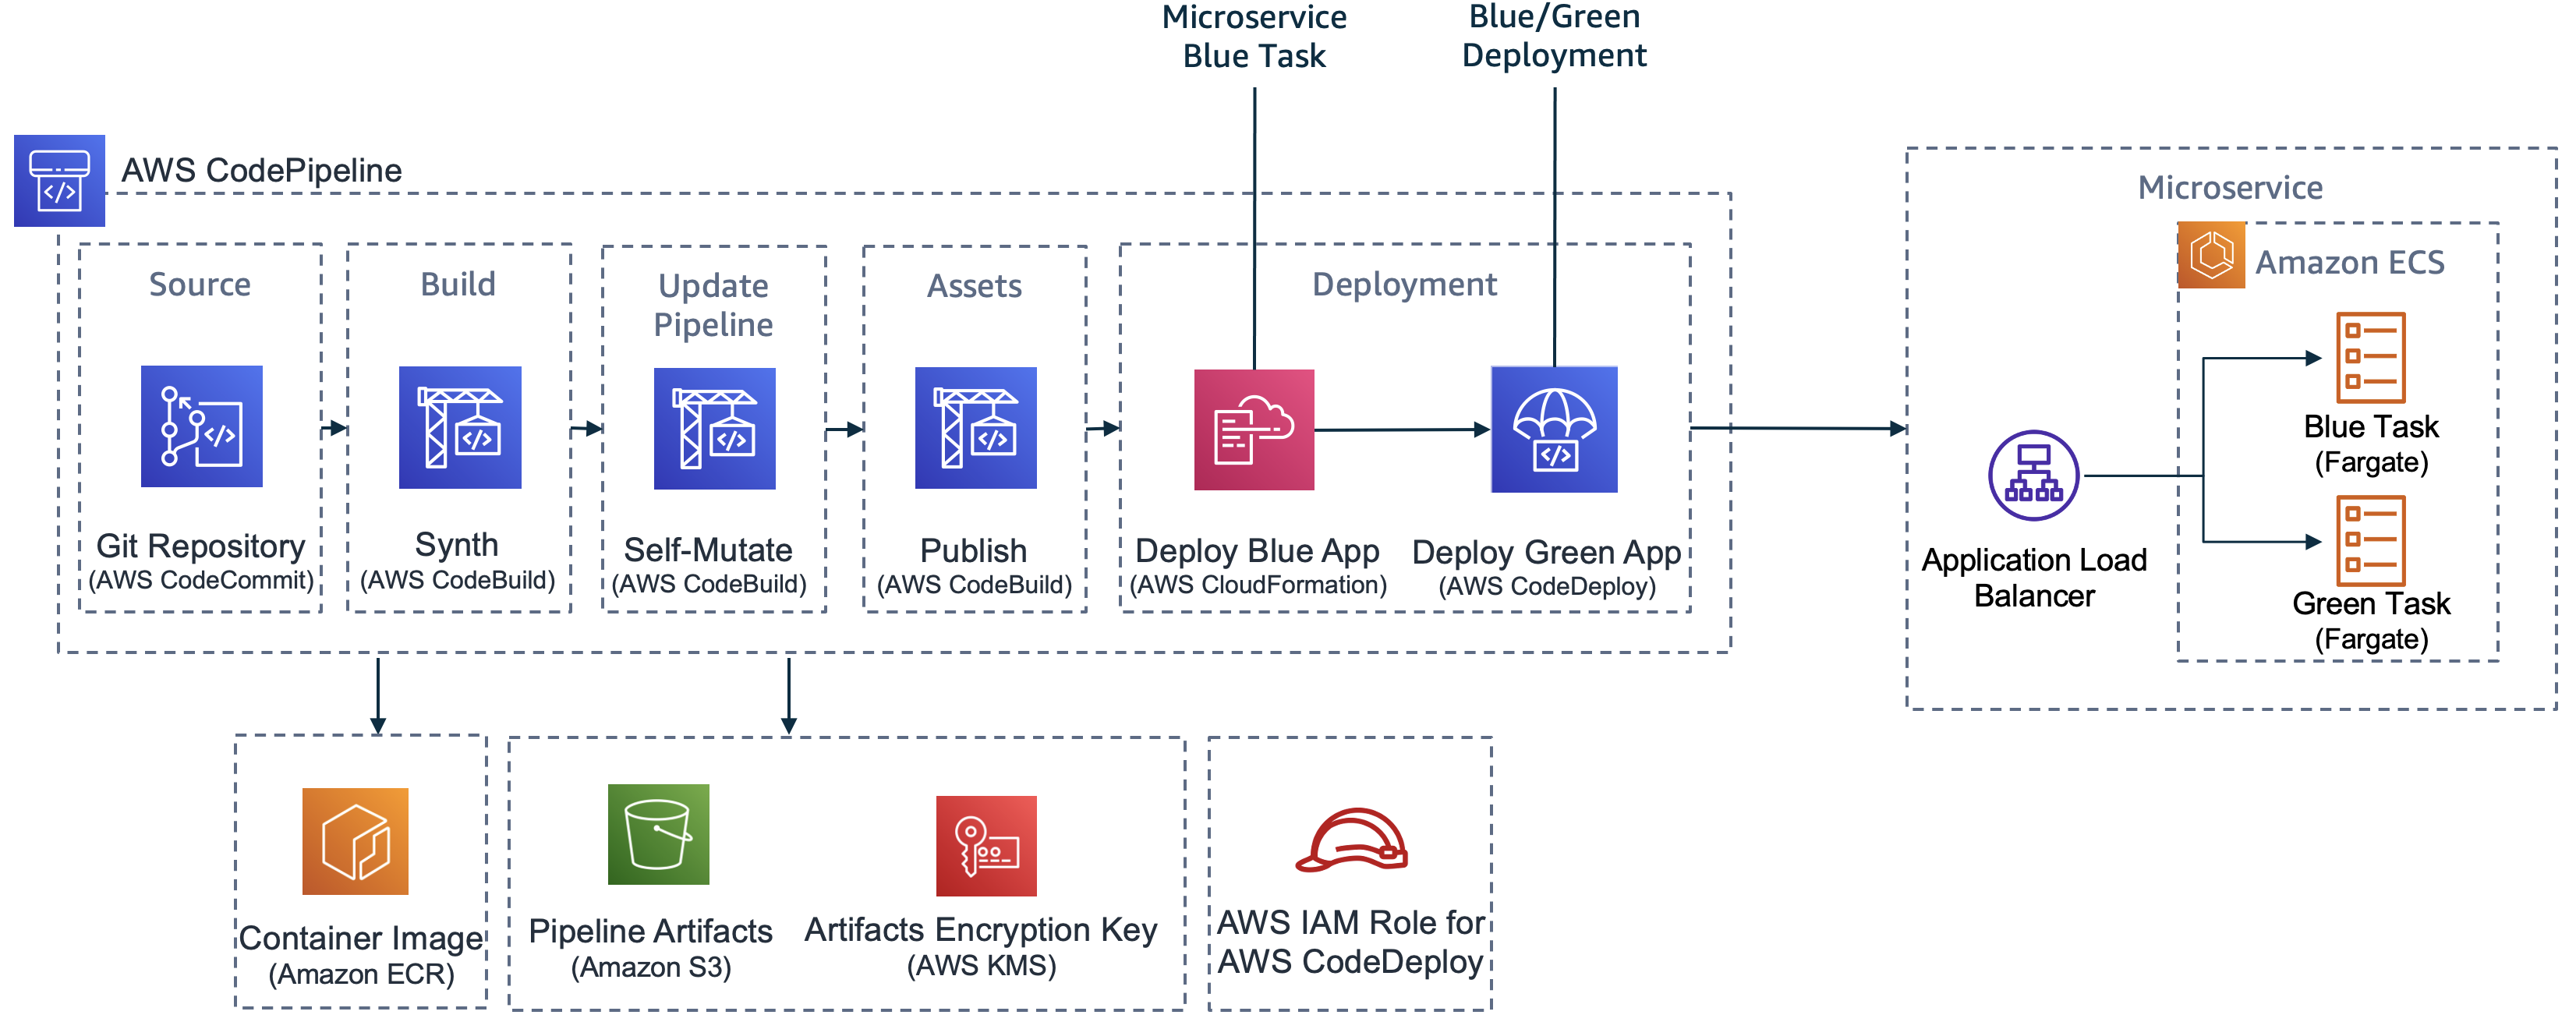 Microservice
Blue Task
Blue/Green
Deployment
AWS CodePipeline
Source
Git Repository
(AWS CodeCommit)
Build
Synth
(AWS CodeBuild)
Update
Pipeline
Self-Mutate
(AWS CodeBuild)
Assets
Publish
(AWS CodeBuild)
Deployment
Deploy Blue App
(AWS CloudFormation)
Deploy Green App
(AWS CodeDeploy)
Microservice
Amazon ECS
Application Load
Balancer
Blue Task
(Fargate)
Green Task
(Fargate)
Container Image
(Amazon ECR)
Pipeline Artifacts
(Amazon S3)
Artifacts Encryption Key
(AWS KMS)
AWS IAM Role for
AWS CodeDeploy